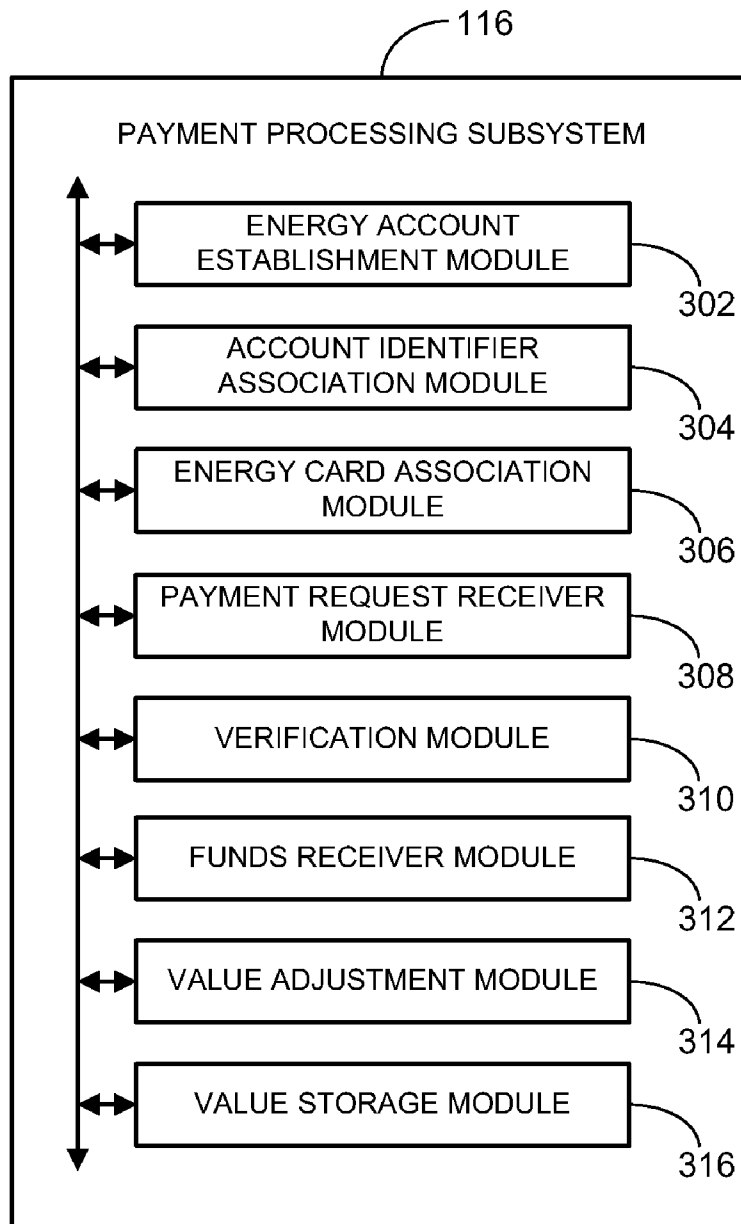 116
PAYMENT PROCESSING SUBSYSTEM
ENERGY ACCOUNT
ESTABLISHMENT MODULE
302
ACCOUNT IDENTIFIER
ASSOCIATION MODULE
304
ENERGY CARD ASSOCIATION
MODULE
306
PAYMENT REQUEST RECEIVER
MODULE
308
VERIFICATION MODULE
310
FUNDS RECEIVER MODULE
312
VALUE ADJUSTMENT MODULE
314
VALUE STORAGE MODULE
316